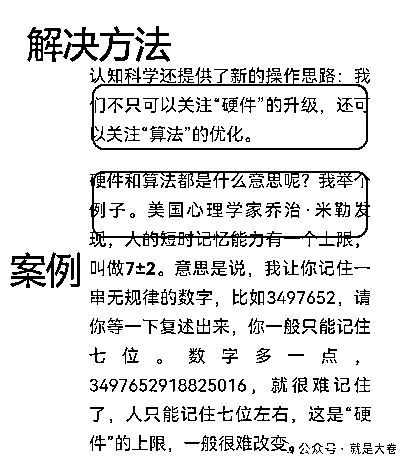 解决方法
认知科学还提供了新的操作思路：我
们不只可以关注“硬件”的升级，还可
以关注“算法”的优化。
硬件和算法都是什么意思呢？我举个
例子。美国心理学家乔治·米勒发
现，人的短时记忆能力有一个上限，
案例
叫做7±2。意思是说，我让你记住一
串无规律的数字，比如3497652，请
你等一下复述出来，你一般只能记住
七位。数字多一点，
3497652918825016，就很难记住
了，人只能记住七位左右，这是“硬
件”的上限，一般很难改变。
公众号·就是大卷